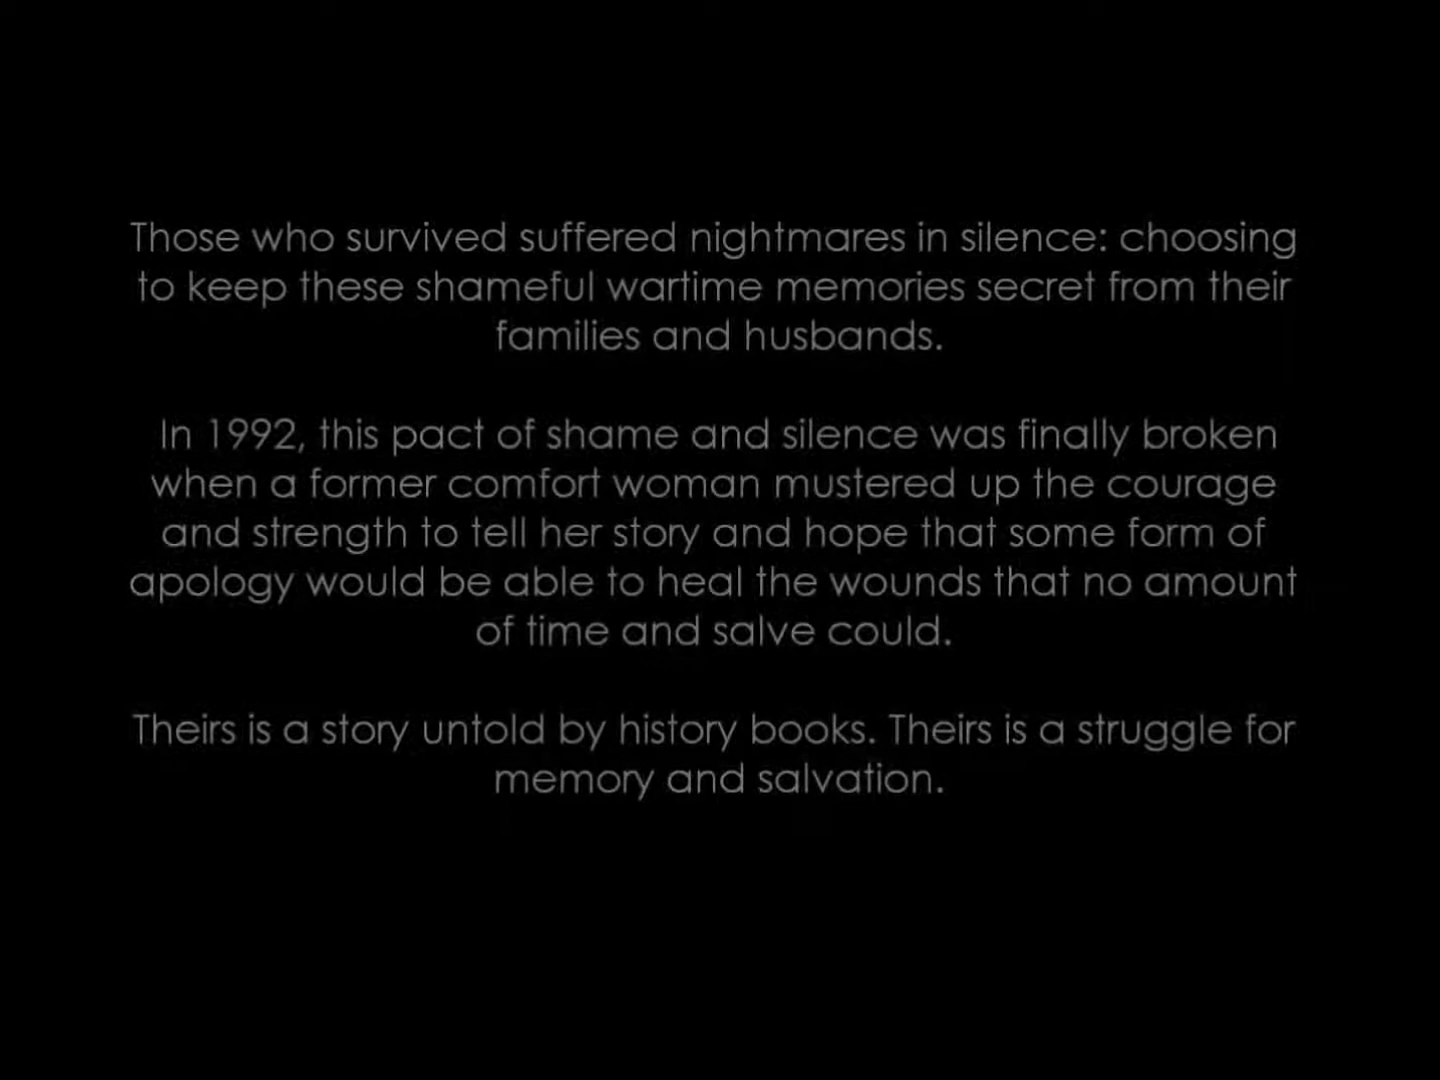 Those who survived suffered nightmares in silence: choosing
to keep these shameful wartime memories secret from their
families and husbands.
In 1992, this pact of shame and silence was finally broken
when a former comfort woman mustered up the courage
and strength to tell her story and hope that some form of
apology would be able to heal the wounds that no amount
of time and salve could.
Theirs is a story untold by history books. Theirs is a struggle for
memory and salvation.